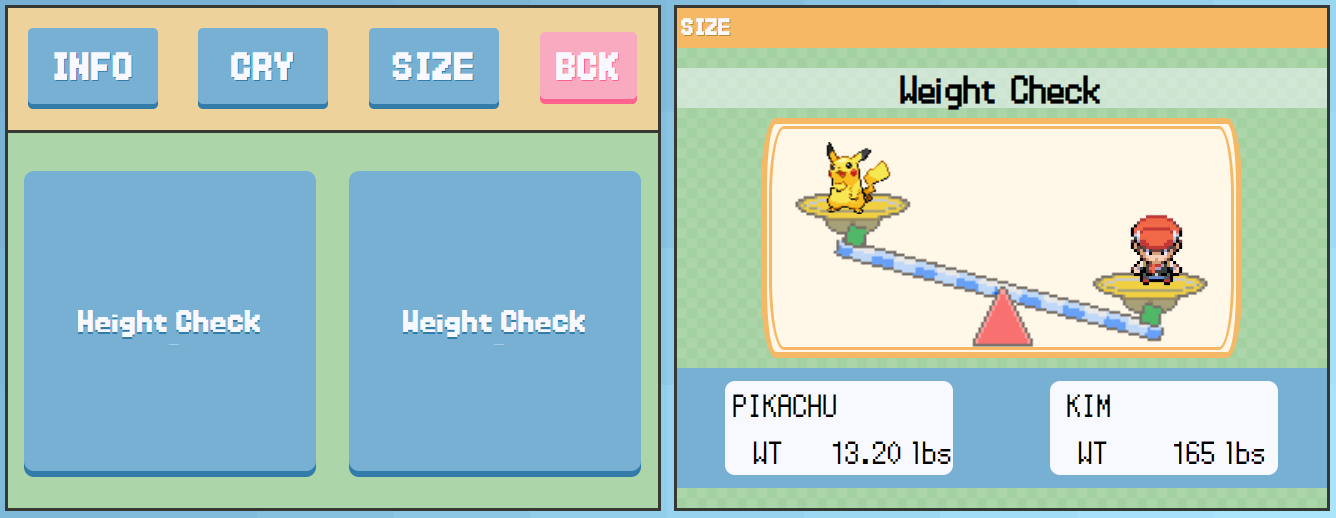 INFO CRY SIZE BCK
Height Check
Weight Check
SIZE
Weight Check
PIKACHU
WT 13.20 lbs
KIM
WT 165 lbs